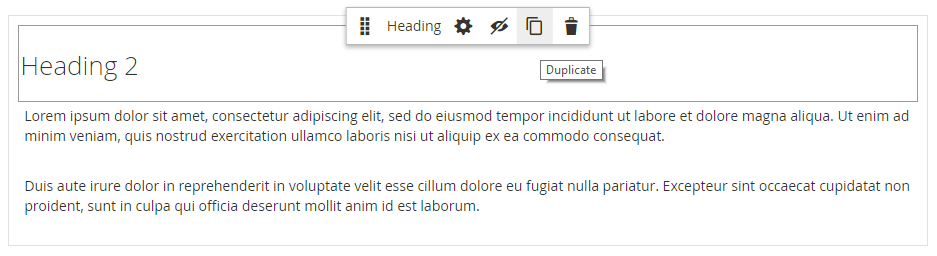 Heading
Heading 2
Duplicate
Lorem ipsum dolor sit amet, consectetur adipiscing elit, sed do eiusmod tempor incididunt ut labore et dolore magna aliqua. Ut enim ad
minim veniam, quis nostrud exercitation ullamco laboris nisi ut aliquip ex ea commodo consequat.
Duis aute irure dolor in reprehenderit in voluptate velit esse cillum dolore eu fugiat nulla pariatur. Excepteur sint occaecat cupidatat non
proident, sunt in culpa qui officia deserunt mollit anim id est laborum.